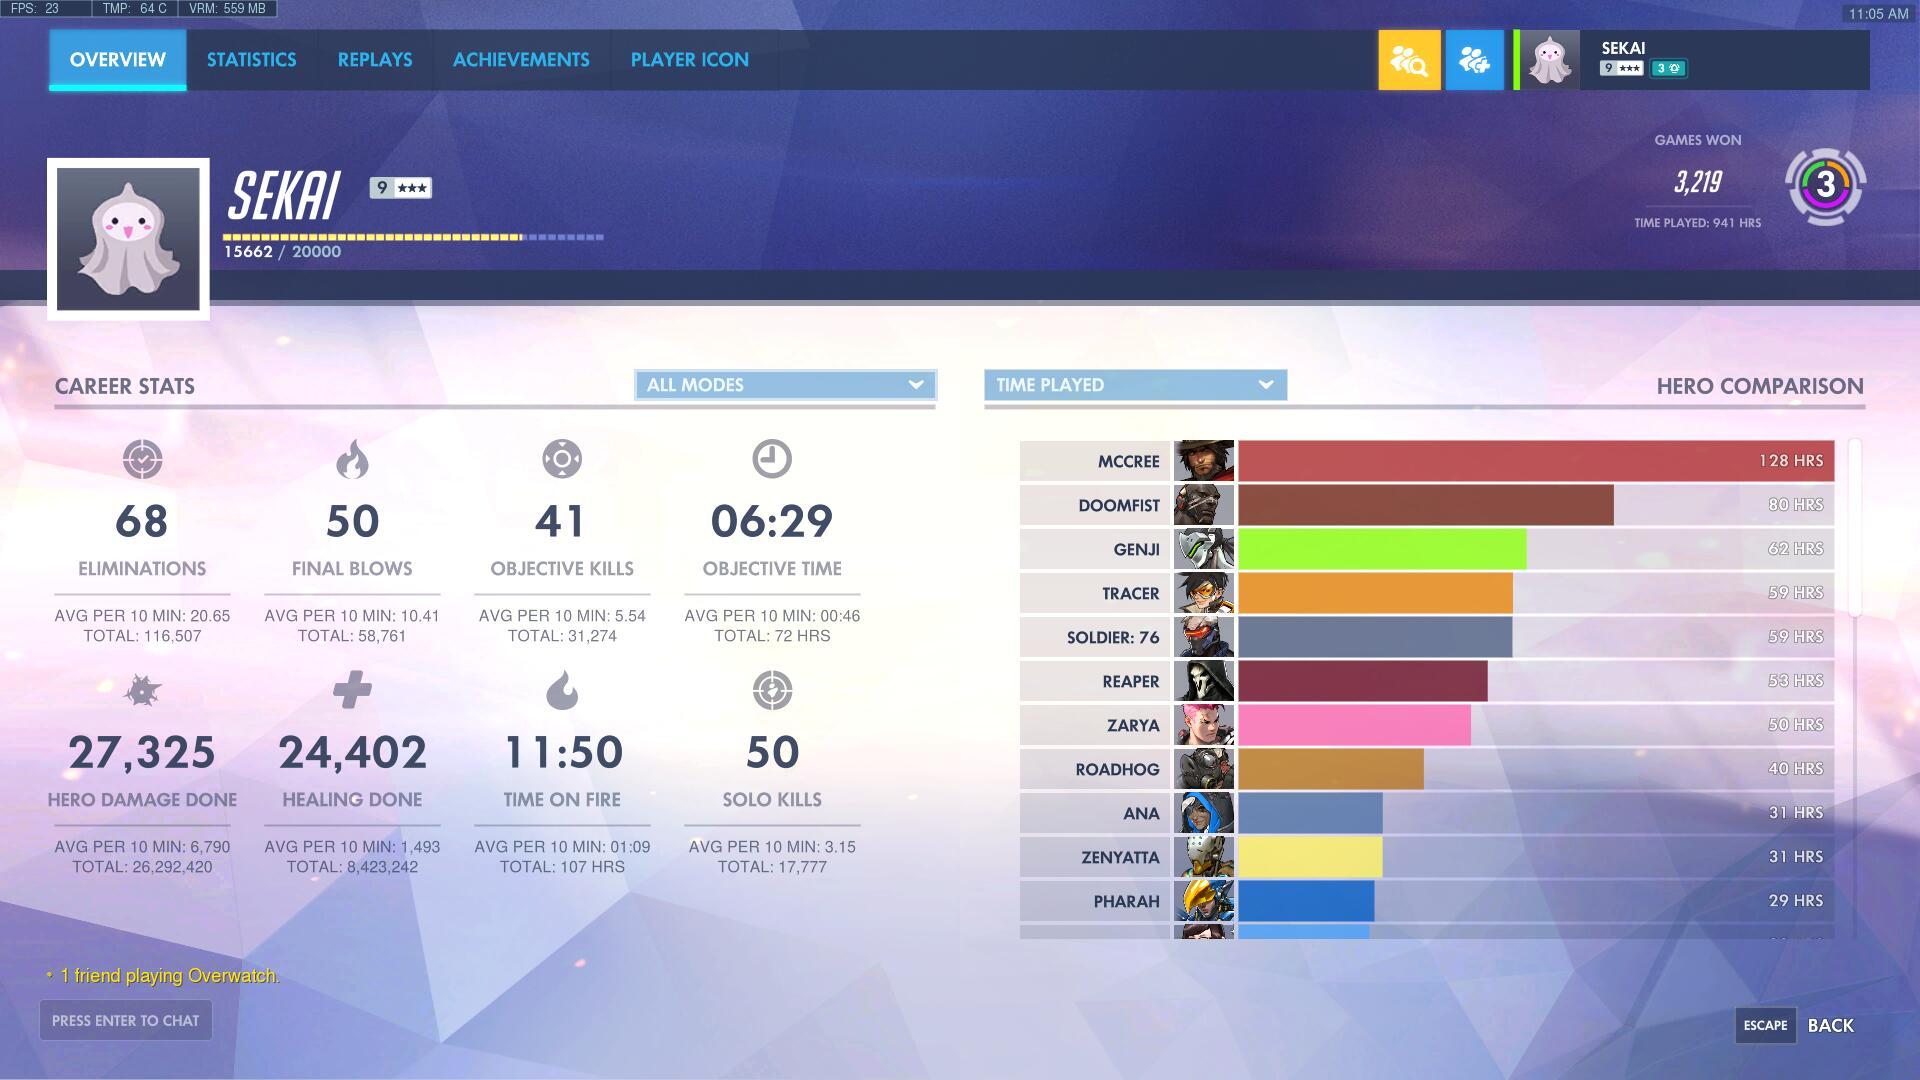 FPS: 23 TMP: 64 C VRM: 559 MB
11:05 AM
OVERVIEW STATISTICS REPLAYS ACHIEVEMENTS PLAYER ICON
SEKAI
9 ★★★ 3
SEKAI 9 ★★★
15662 / 20000
GAMES WON
3,219
TIME PLAYED: 941 HRS
3
CAREER STATS ALL MODES
68 50 41 06:29
ELIMINATIONS FINAL BLOWS OBJECTIVE KILLS OBJECTIVE TIME
AVG PER 10 MIN: 20.65 AVG PER 10 MIN: 10.41 AVG PER 10 MIN: 5.54 AVG PER 10 MIN: 00:46
TOTAL: 116,507 TOTAL: 58,761 TOTAL: 31,274 TOTAL: 72 HRS
27,325 24,402 11:50 50
HERO DAMAGE DONE HEALING DONE TIME ON FIRE SOLO KILLS
AVG PER 10 MIN: 6,790 AVG PER 10 MIN: 1,493 AVG PER 10 MIN: 01:09 AVG PER 10 MIN: 3.15
TOTAL: 26,292,420 TOTAL: 8,423,242 TOTAL: 107 HRS TOTAL: 17,777
TIME PLAYED HERO COMPARISON
MCCREE 128 HRS
DOOMFIST 80 HRS
GENJI 62 HRS
TRACER 59 HRS
SOLDIER: 76 59 HRS
REAPER 53 HRS
ZARYA 50 HRS
ROADHOG 40 HRS
ANA 31 HRS
ZENYATTA 31 HRS
PHARAH 29 HRS
• 1 friend playing Overwatch.
PRESS ENTER TO CHAT
ESCAPE BACK